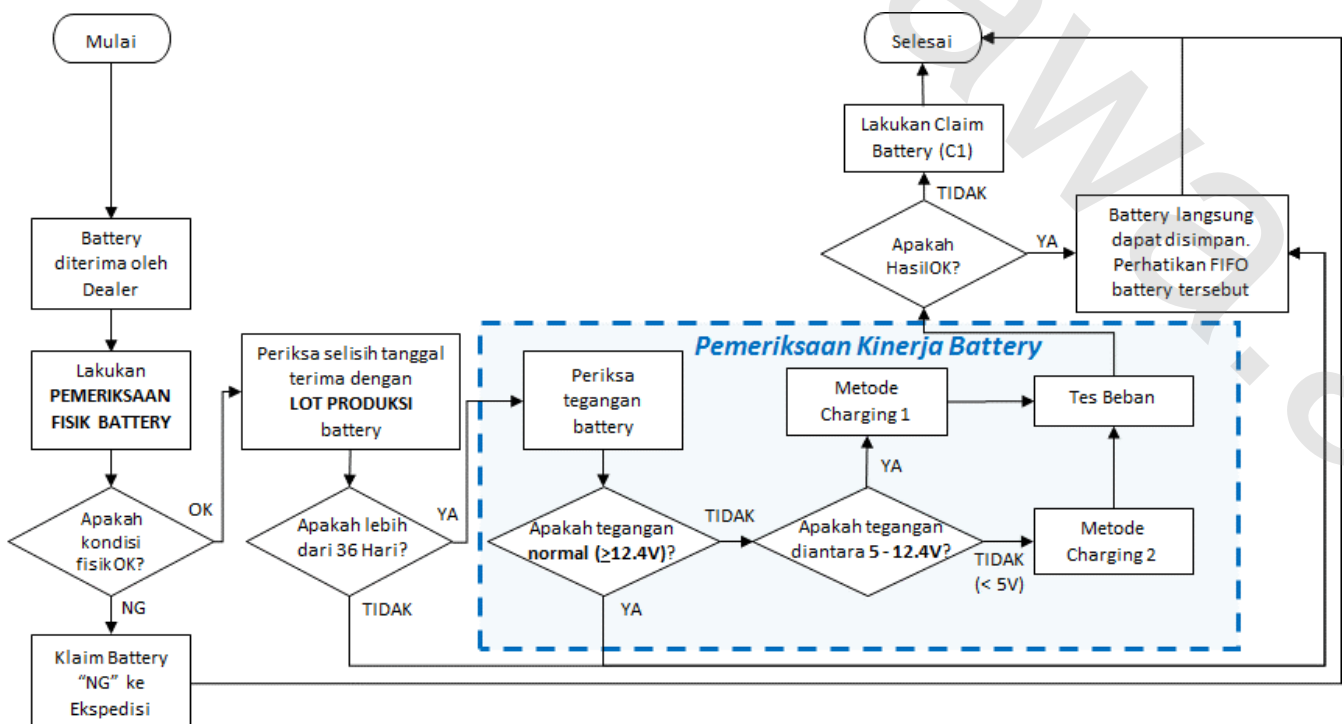 Mulai
Battery
diterima oleh
Dealer
Lakukan
PEMERIKSAAN
FISIK BATTERY
Apakah
kondisi
fisik OK?
OK
NG
Klaim Battery
"NG" ke
Ekspedisi
Periksa selisih tanggal
terima dengan
LOT PRODUKSI
battery
Apakah lebih
dari 36 Hari?
YA
TIDAK
Pemeriksaan Kinerja Battery
Periksa
tegangan
battery
Apakah tegangan
normal (≥12.4V)?
TIDAK
YA
Apakah tegangan
diantara 5 - 12.4V?
YA
TIDAK
(< 5V)
Metode
Charging 1
Metode
Charging 2
Tes Beban
Apakah
HasilOK?
TIDAK
YA
Lakukan Claim
Battery (C1)
Battery langsung
dapat disimpan.
Perhatikan FIFO
battery tersebut
Selesai